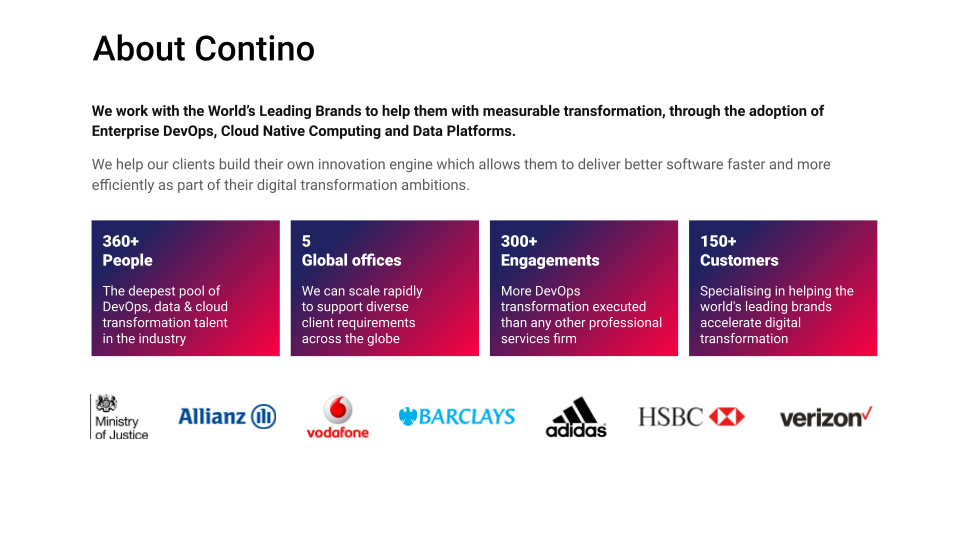 About Contino
We work with the World’s Leading Brands to help them with measurable transformation, through the adoption of
Enterprise DevOps, Cloud Native Computing and Data Platforms.
We help our clients build their own innovation engine which allows them to deliver better software faster and more
efficiently as part of their digital transformation ambitions.
360+
People
The deepest pool of
DevOps, data & cloud
transformation talent
in the industry
5
Global offices
We can scale rapidly
to support diverse
client requirements
across the globe
300+
Engagements
More DevOps
transformation executed
than any other professional
services firm
150+
Customers
Specialising in helping the
world's leading brands
accelerate digital
transformation
Ministry
of Justice
Allianz
vodafone
BARCLAYS
adidas
HSBC
verizon